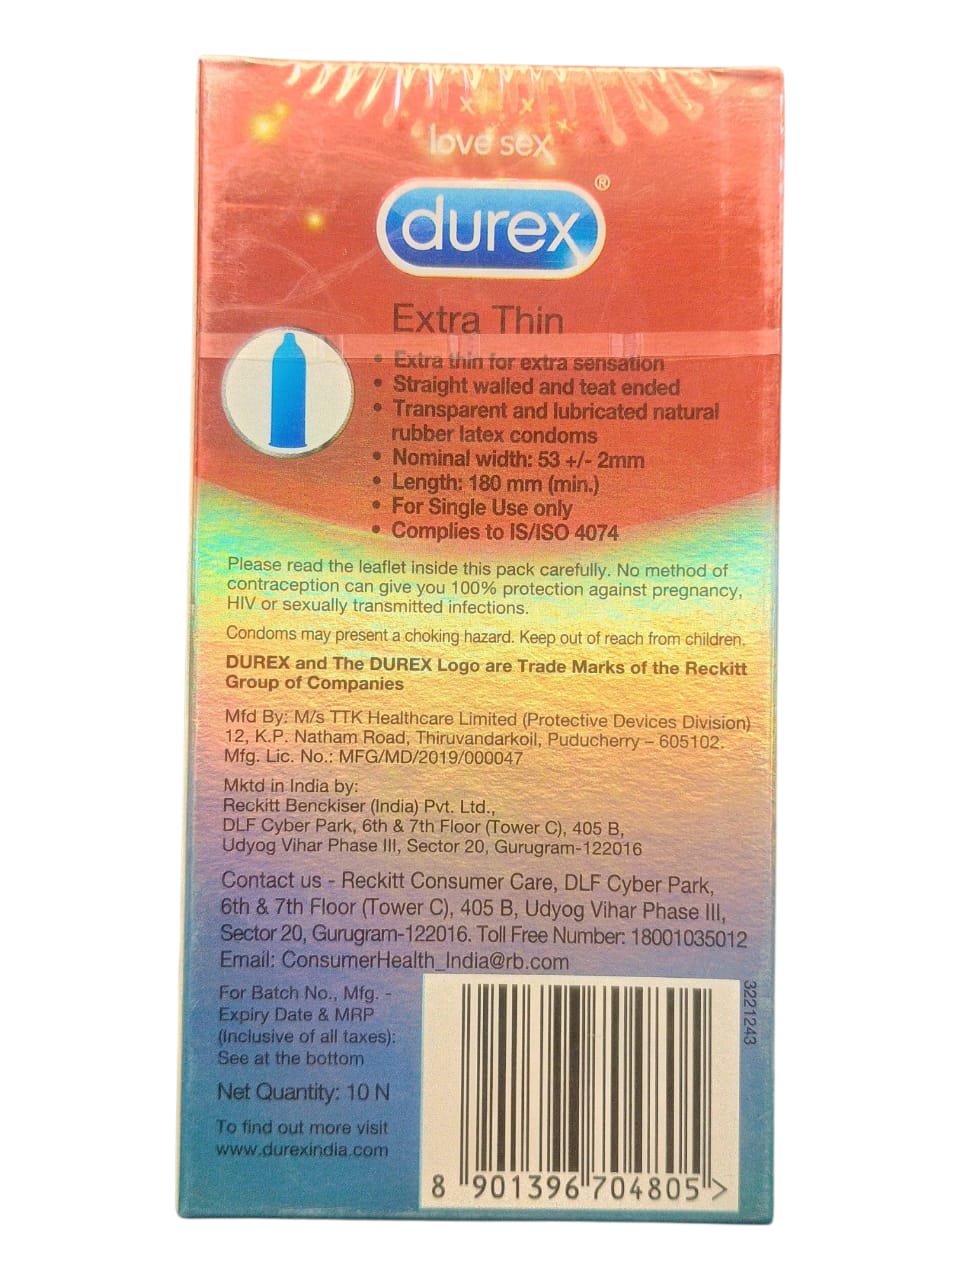 love sex
durex®
Extra Thin
• Extra thin for extra sensation
• Straight walled and teat ended
• Transparent and lubricated natural
rubber latex condoms
• Nominal width: 53 +/- 2mm
• Length: 180 mm (min.)
• For Single Use only
• Complies to IS/ISO 4074
Please read the leaflet inside this pack carefully. No method of
contraception can give you 100% protection against pregnancy,
HIV or sexually transmitted infections.
Condoms may present a choking hazard. Keep out of reach from children.
DUREX and The DUREX Logo are Trade Marks of the Reckitt
Group of Companies
Mfd By: M/s TTK Healthcare Limited (Protective Devices Division)
12, K.P. Natham Road, Thiruvandarkoil, Puducherry – 605102.
Mfg. Lic. No.: MFG/MD/2019/000047
Mktd in India by:
Reckitt Benckiser (India) Pvt. Ltd.,
DLF Cyber Park, 6th & 7th Floor (Tower C), 405 B,
Udyog Vihar Phase III, Sector 20, Gurugram-122016
Contact us - Reckitt Consumer Care, DLF Cyber Park,
6th & 7th Floor (Tower C), 405 B, Udyog Vihar Phase III,
Sector 20, Gurugram-122016. Toll Free Number: 18001035012
Email: ConsumerHealth_India@rb.com
For Batch No., Mfg. -
Expiry Date & MRP
(Inclusive of all taxes):
See at the bottom
Net Quantity: 10 N
To find out more visit
www.durexindia.com
3221243
8 901396 704805 >